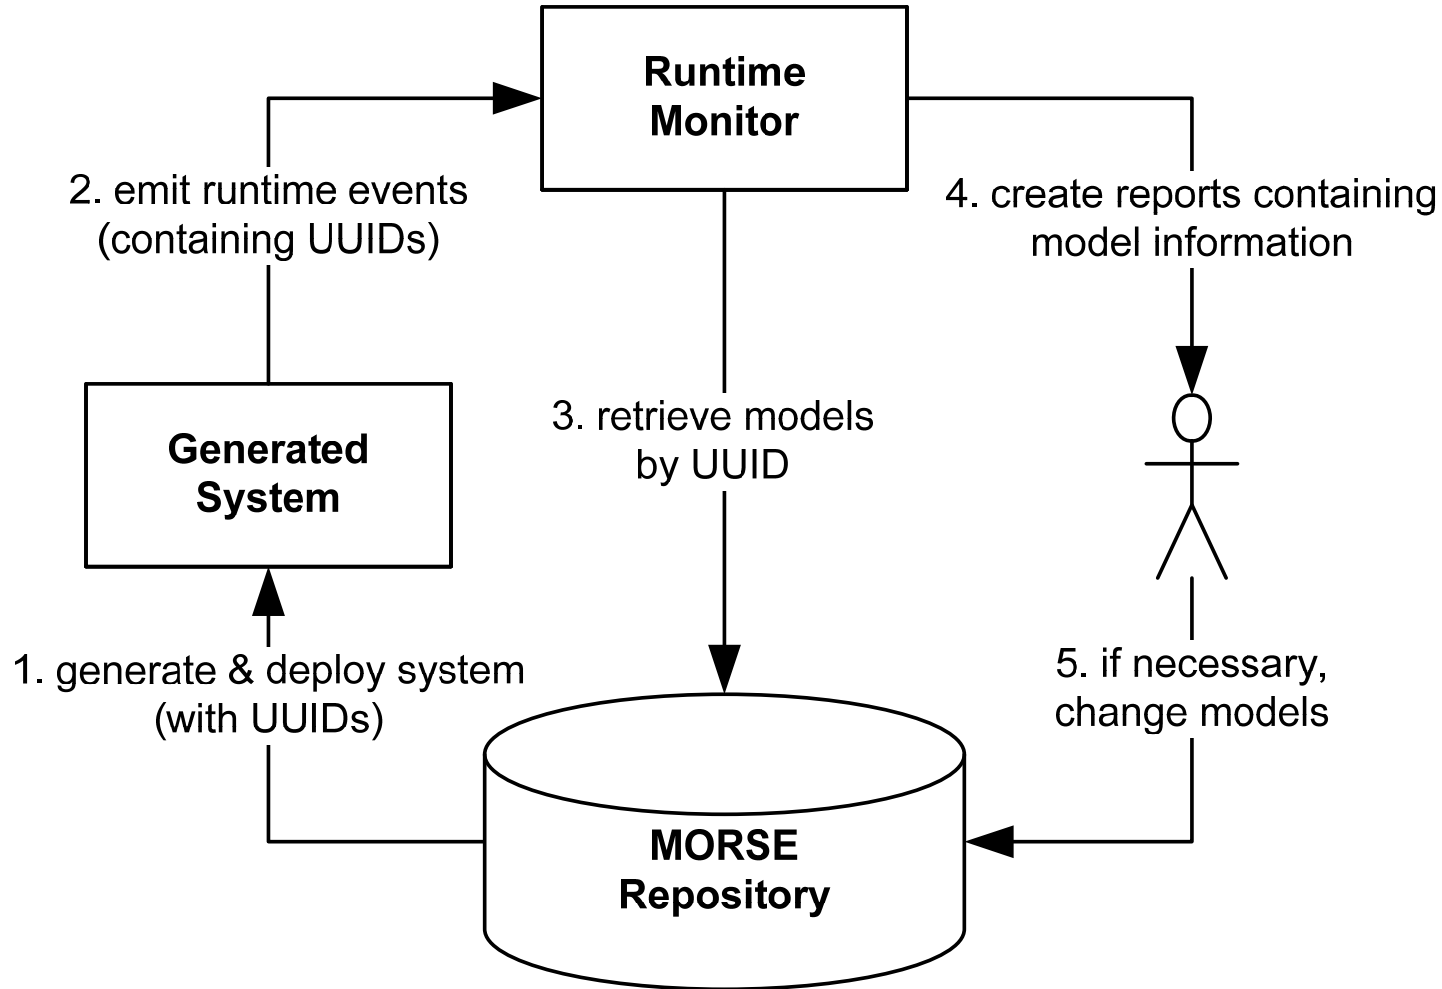 Runtime
Monitor
2. emit runtime events
(containing UUIDs)
4. create reports containing
model information
3. retrieve models
by UUID
Generated
System
1. generate & deploy system
(with UUIDs)
5. if necessary,
change models
MORSE
Repository